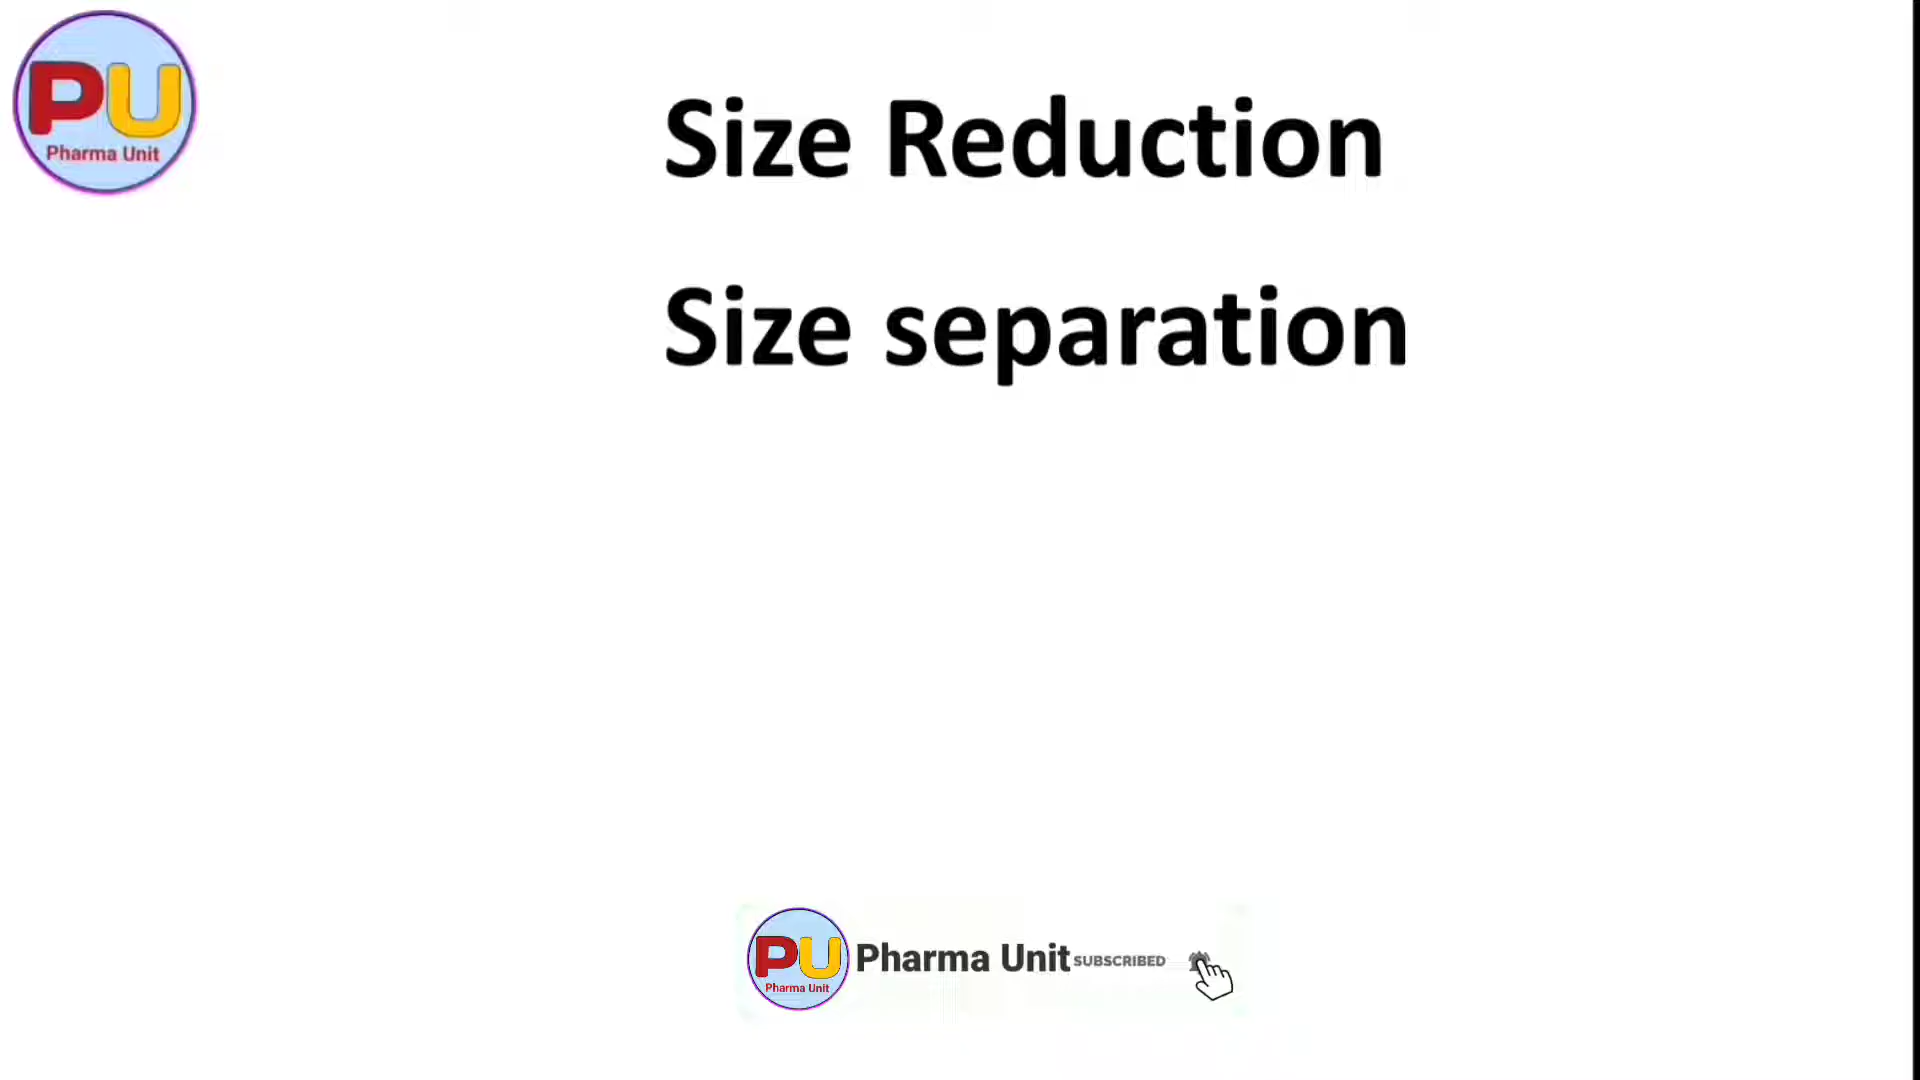 PU
Pharma Unit
Size Reduction
Size separation
PU
Pharma Unit
Pharma Unit SUBSCRIBED